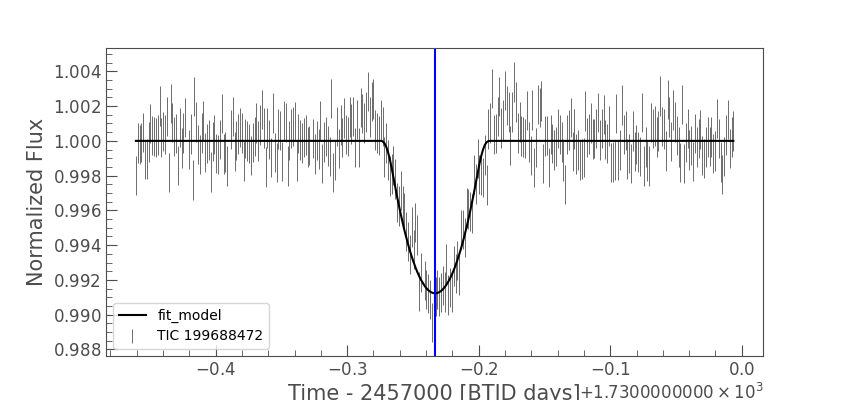 1.004
1.002
1.000
0.998
0.996
0.994
0.992
0.990
0.988
Normalized Flux
fit_model
TIC 199688472
−0.4
−0.3
−0.2
−0.1
0.0
Time - 2457000 [BTJD days]
+1.7300000000 × 10³